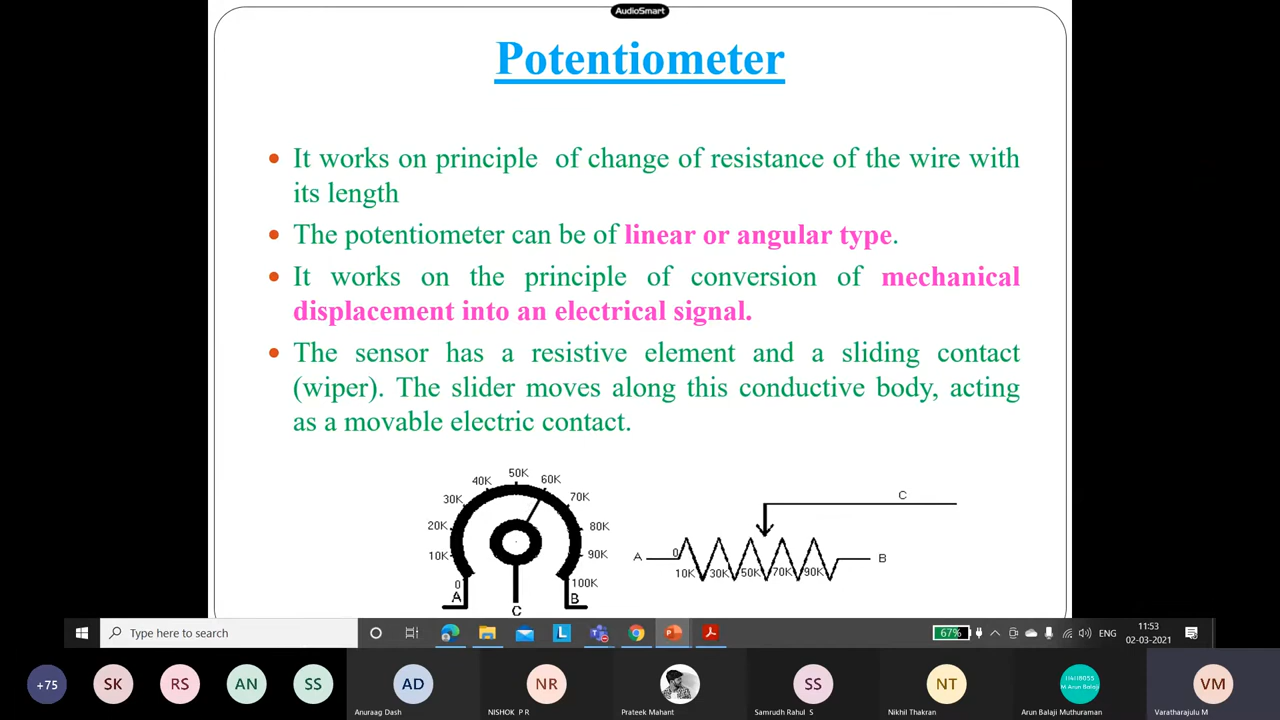 AudioSmart
Potentiometer
• It works on principle of change of resistance of the wire with
its length
• The potentiometer can be of linear or angular type.
• It works on the principle of conversion of mechanical
displacement into an electrical signal.
• The sensor has a resistive element and a sliding contact
(wiper). The slider moves along this conductive body, acting
as a movable electric contact.
0 10K 20K 30K 40K 50K 60K 70K 80K 90K 100K
A C B
C
A 0 B
10K 30K 50K 70K 90K
Type here to search
L
67%
ENG
11:53
02-03-2021
+75 SK RS AN SS AD NR SS NT VM
114118055
M Arun Balaji
Anuraag Dash NISHOK P R Prateek Mahant Samrudh Rahul S Nikhil Thakran Arun Balaji Muthuraman Varatharajulu M